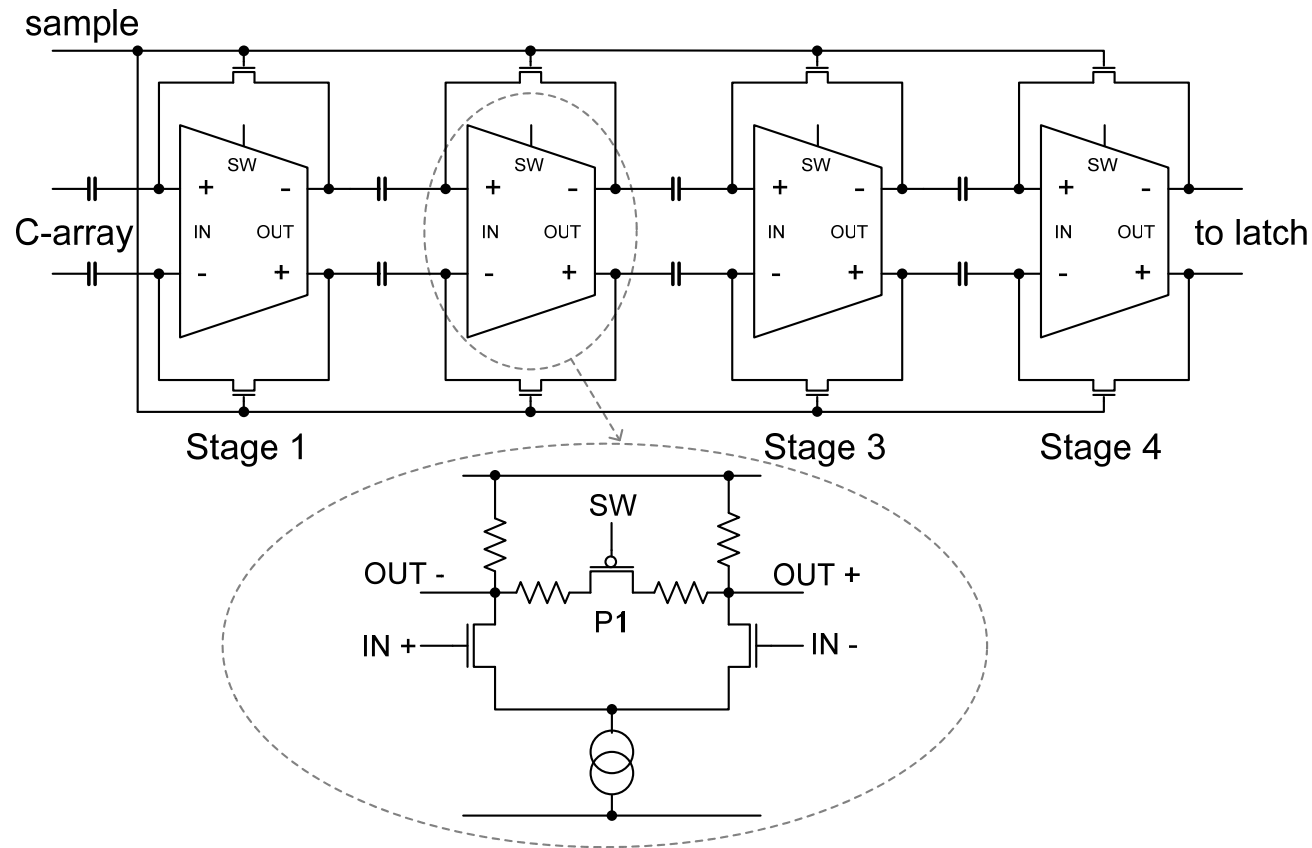 sample
SW SW SW SW
+ - + - + - + -
C-array IN OUT IN OUT IN OUT IN OUT to latch
- + - + - + - +
Stage 1 Stage 3 Stage 4
SW
OUT - OUT +
P1
IN + IN -